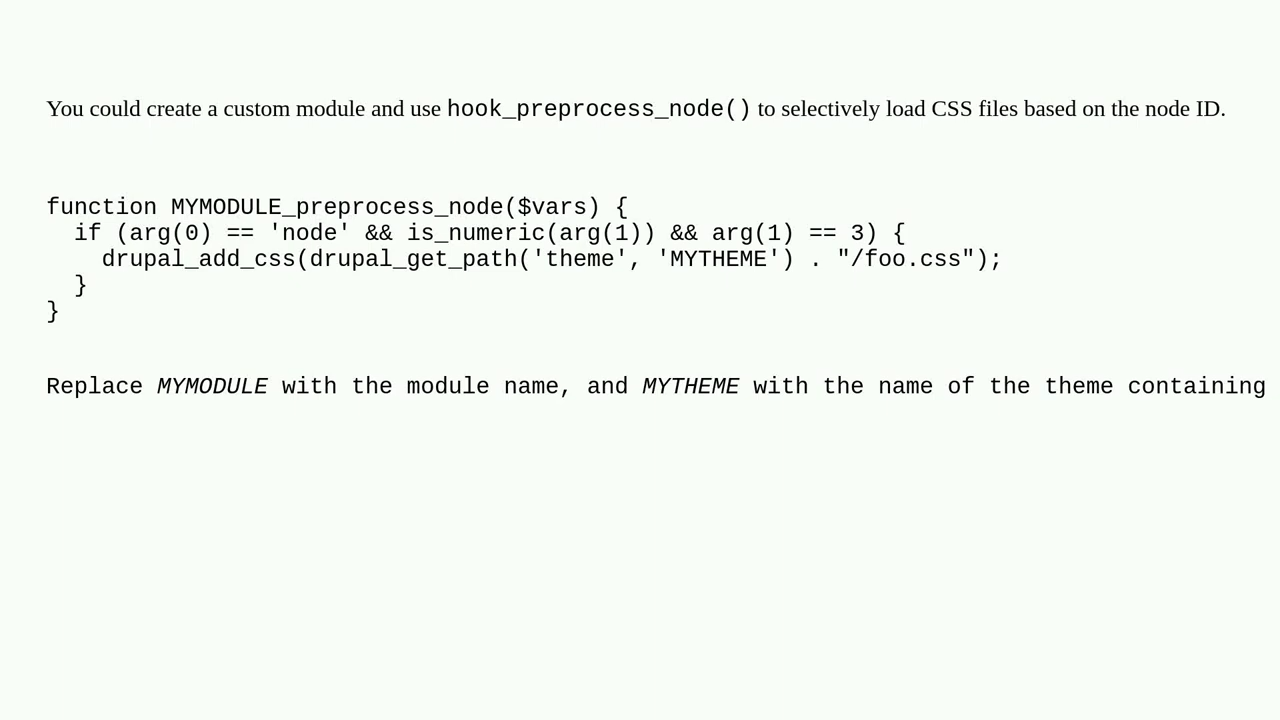 You could create a custom module and use hook_preprocess_node() to selectively load CSS files based on the node ID.
function MYMODULE_preprocess_node($vars) {
  if (arg(0) == 'node' && is_numeric(arg(1)) && arg(1) == 3) {
    drupal_add_css(drupal_get_path('theme', 'MYTHEME') . "/foo.css");
  }
}
Replace MYMODULE with the module name, and MYTHEME with the name of the theme containing